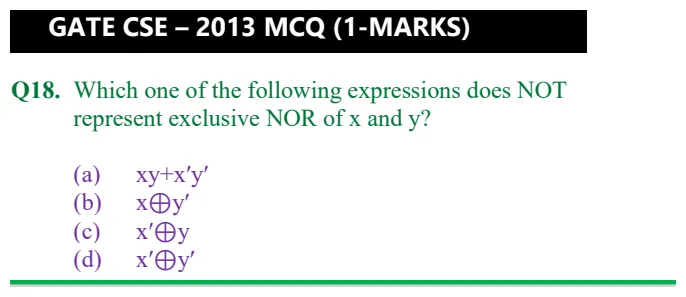 GATE CSE – 2013 MCQ (1-MARKS)
Q18. Which one of the following expressions does NOT
represent exclusive NOR of x and y?
(a) xy+x′y′
(b) x⊕y′
(c) x′⊕y
(d) x′⊕y′